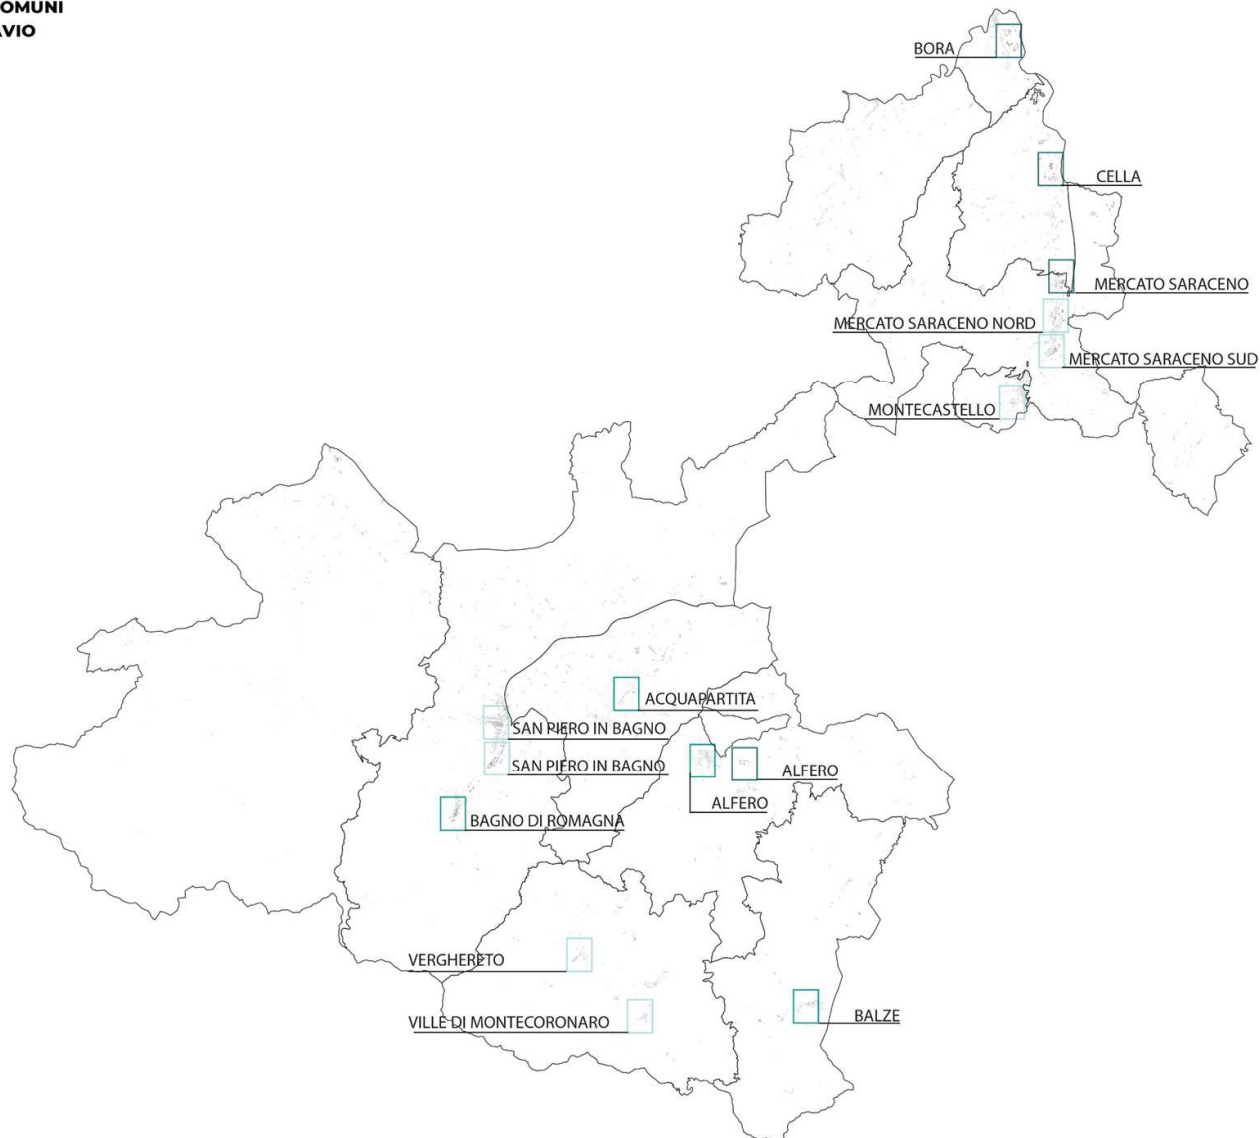 OMUNI
AVIO
BORA
CELLA
MERCATO SARACENO
MERCATO SARACENO NORD
MERCATO SARACENO SUD
MONTECASTELLO
ACQUAPARTITA
SAN PIERO IN BAGNO
SAN PIERO IN BAGNO
ALFERO
ALFERO
BAGNO DI ROMAGNA
VERGHERETO
VILLE DI MONTECORONARO
BALZE